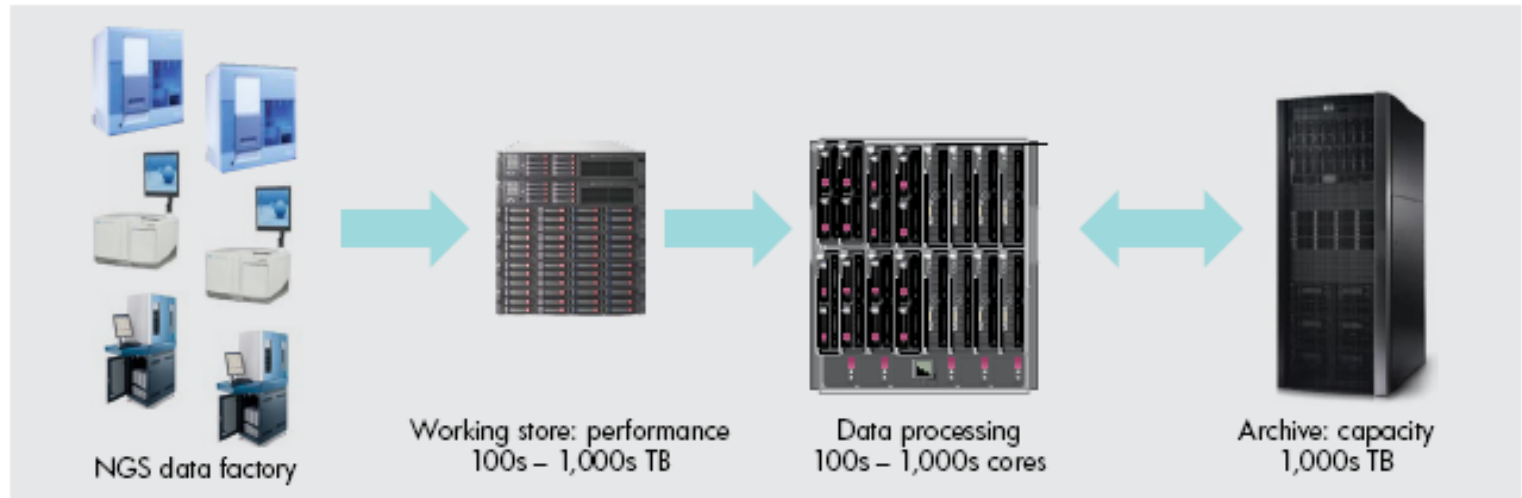 NGS data factory
Working store: performance
100s – 1,000s TB
Data processing
100s – 1,000s cores
Archive: capacity
1,000s TB